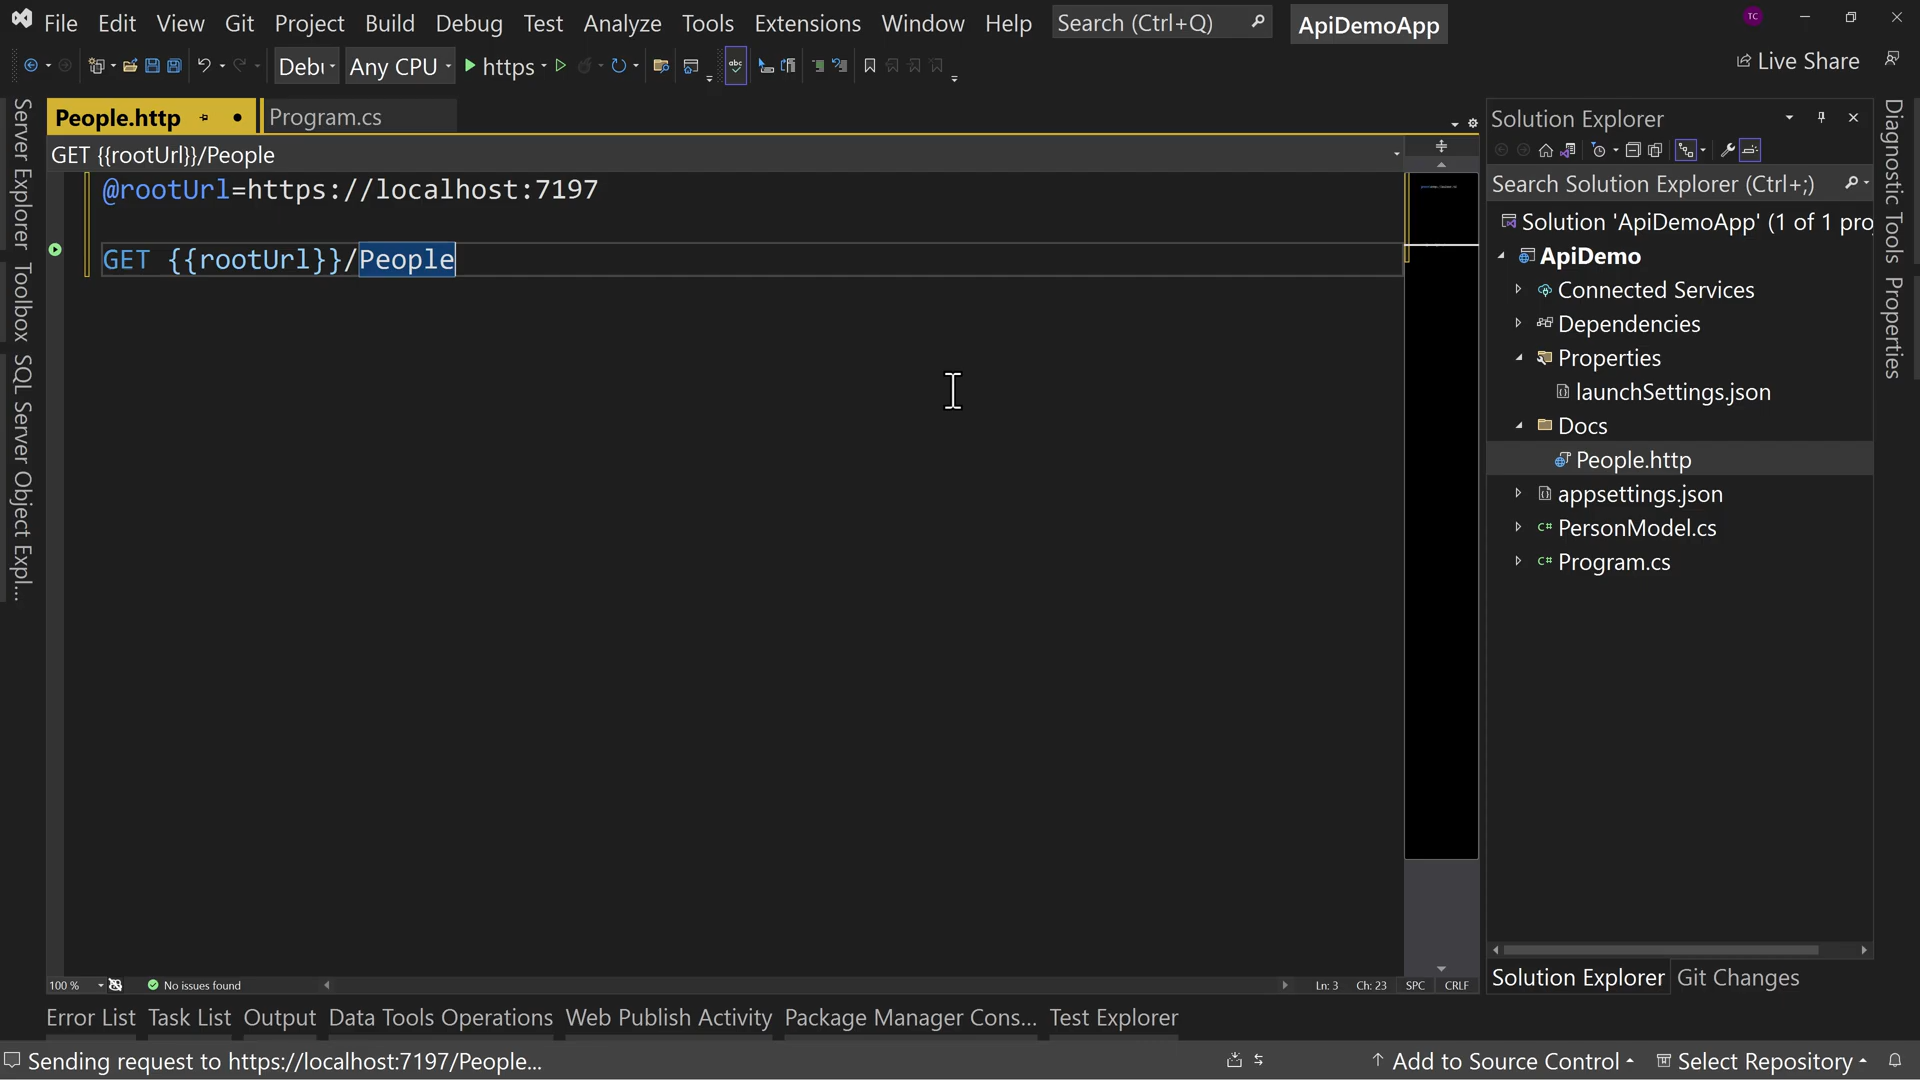 File Edit View Git Project Build Debug Test Analyze Tools Extensions Window Help Search (Ctrl+Q) ApiDemoApp
Debu Any CPU https Live Share
People.http Program.cs
GET {{rootUrl}}/People
@rootUrl=https://localhost:7197
GET {{rootUrl}}/People
Server Explorer
Toolbox
SQL Server Object Expl...
Solution Explorer
Search Solution Explorer (Ctrl+;)
Solution 'ApiDemoApp' (1 of 1 pro
ApiDemo
Connected Services
Dependencies
Properties
launchSettings.json
Docs
People.http
appsettings.json
PersonModel.cs
Program.cs
Diagnostic Tools
Properties
100 % No issues found Ln: 3 Ch: 23 SPC CRLF
Solution Explorer Git Changes
Error List Task List Output Data Tools Operations Web Publish Activity Package Manager Cons... Test Explorer
Sending request to https://localhost:7197/People... Add to Source Control Select Repository
TC
abc